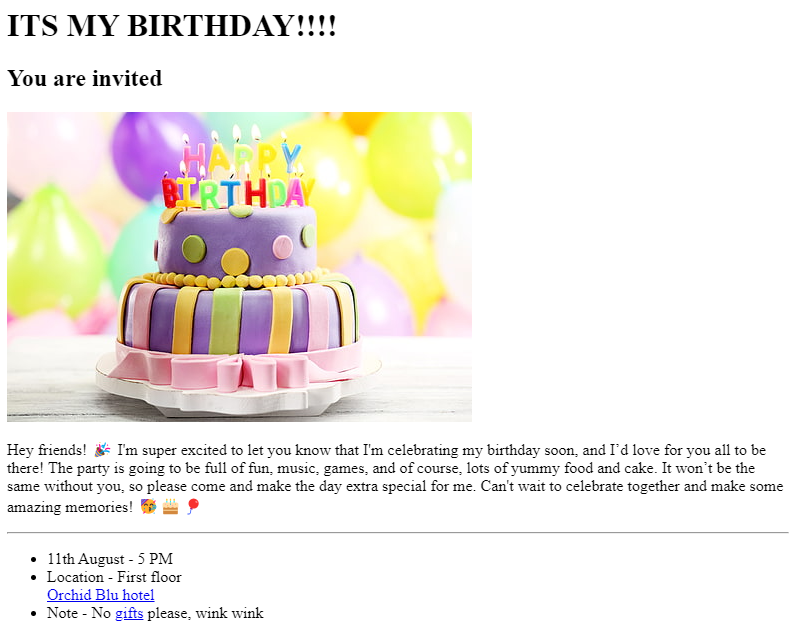 ITS MY BIRTHDAY!!!!
You are invited
HAPPY
BIRTHDAY
Hey friends! 🎉 I'm super excited to let you know that I'm celebrating my birthday soon, and I’d love for you all to be
there! The party is going to be full of fun, music, games, and of course, lots of yummy food and cake. It won’t be the
same without you, so please come and make the day extra special for me. Can't wait to celebrate together and make some
amazing memories! 🥳 🎂 🎈
• 11th August - 5 PM
• Location - First floor
Orchid Blu hotel
• Note - No gifts please, wink wink